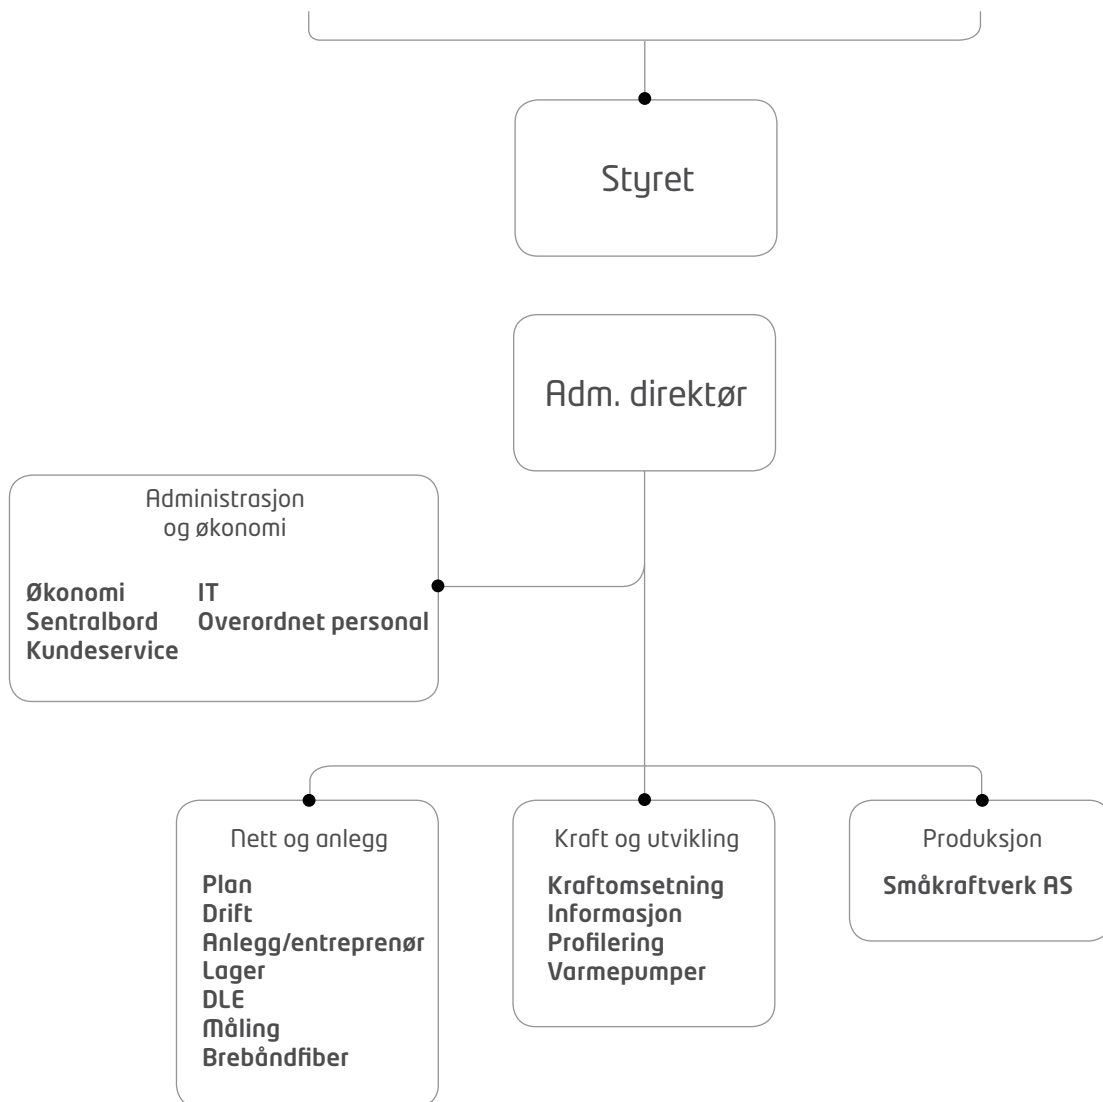 Styret
Adm. direktør
Administrasjon
og økonomi
Økonomi
Sentralbord
Kundeservice
IT
Overordnet personal
Nett og anlegg
Plan
Drift
Anlegg/entreprenør
Lager
DLE
Måling
Brebåndfiber
Kraft og utvikling
Kraftomsetning
Informasjon
Profilering
Varmepumper
Produksjon
Småkraftverk AS